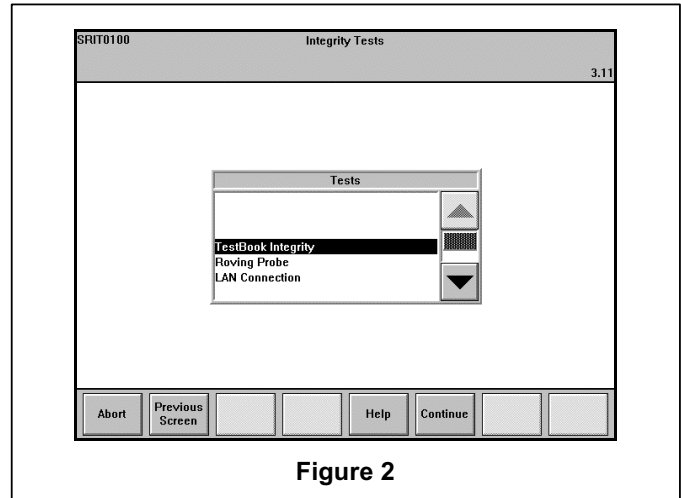 SRIT0100 Integrity Tests
3.11
Tests
TestBook Integrity
Roving Probe
LAN Connection
Abort Previous Screen Help Continue
Figure 2